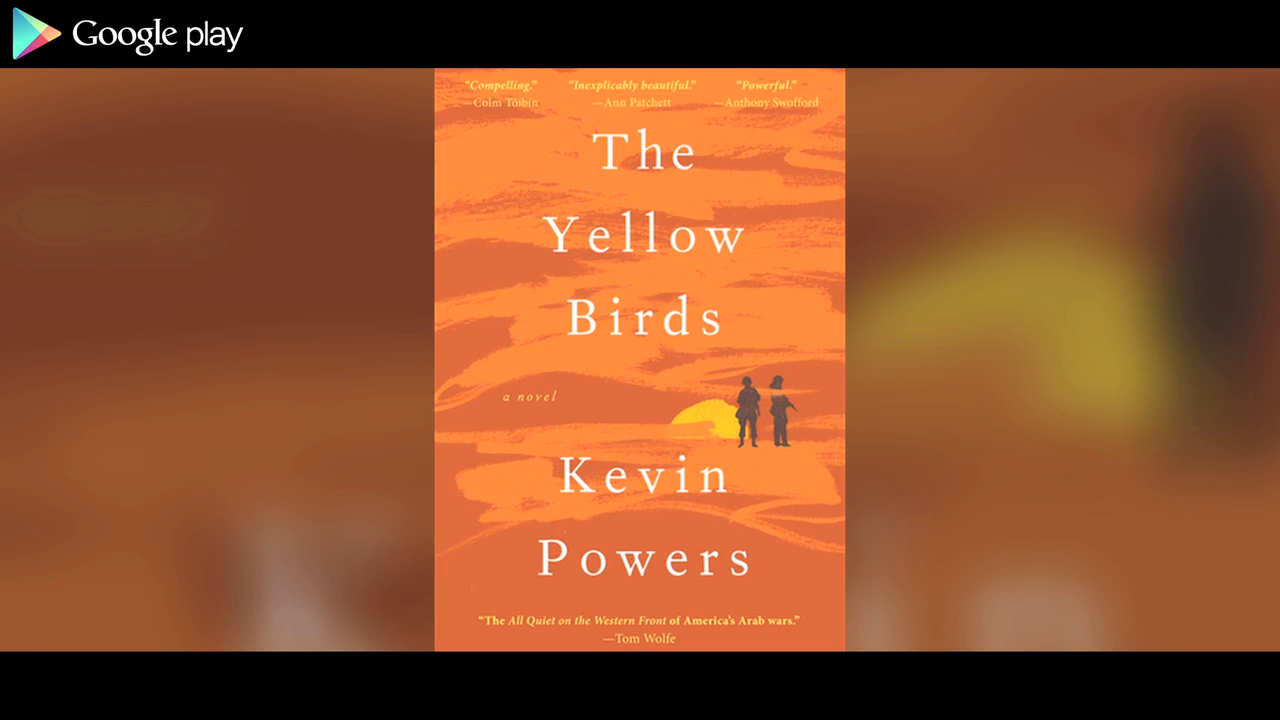 Google play
“Compelling.” “Inexplicably beautiful.” “Powerful.”
—Colm Toibin —Ann Patchett —Anthony Swofford
The
Yellow
Birds
a novel
Kevin
Powers
“The All Quiet on the Western Front of America’s Arab wars.”
—Tom Wolfe